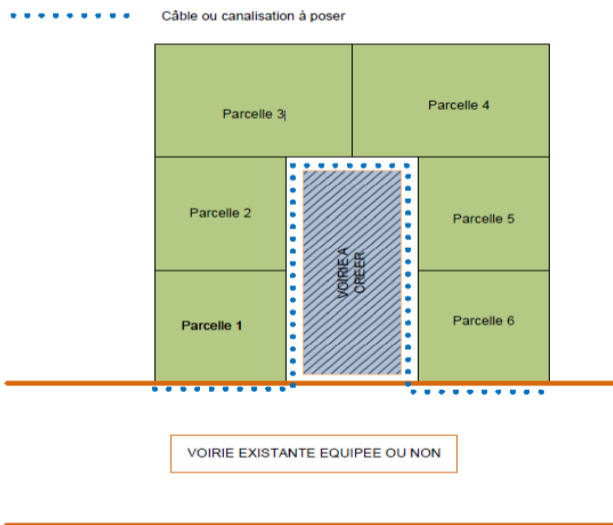 Câble ou canalisation à poser
Parcelle 3
Parcelle 4
Parcelle 2
Parcelle 5
VOIRIE A
CREER
Parcelle 1
Parcelle 6
VOIRIE EXISTANTE EQUIPEE OU NON